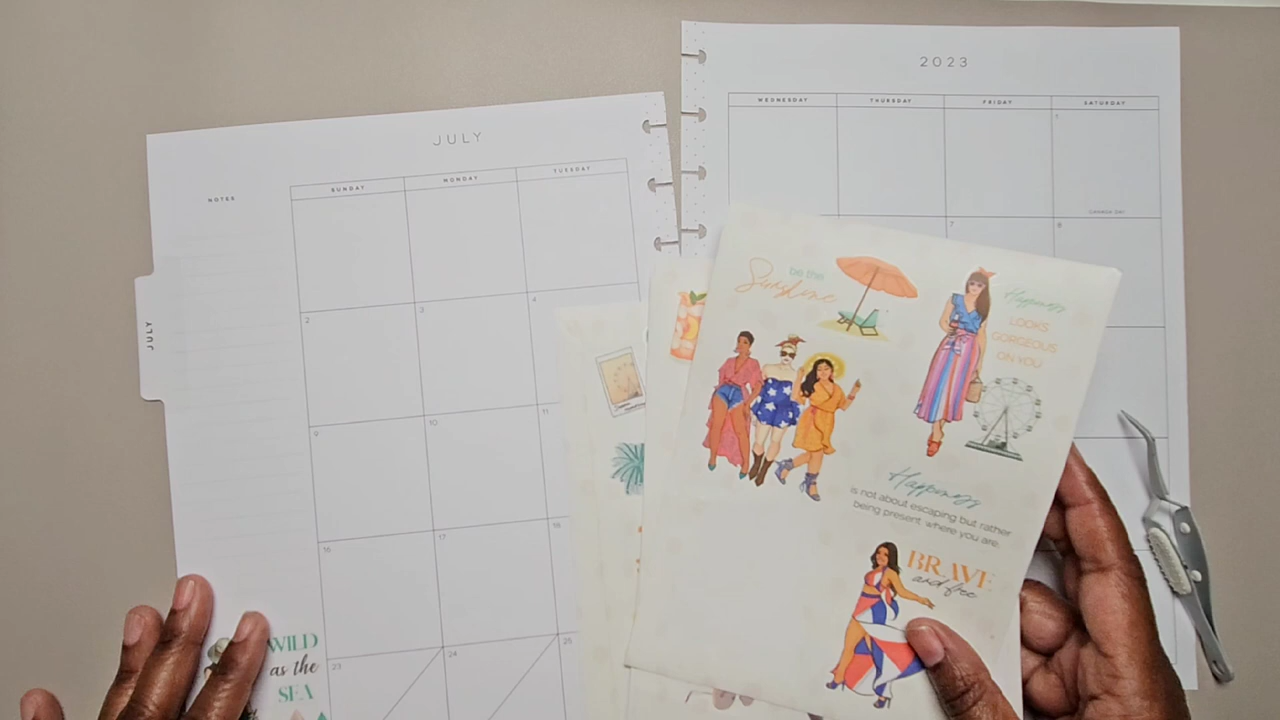 JULY
NOTES
SUNDAY MONDAY TUESDAY
2 3 4
9 10 11
16 17 18
23 24 25
JULY
WILD
as the
SEA
2023
WEDNESDAY THURSDAY FRIDAY SATURDAY
1
CANADA DAY
7 8
be the
Sunshine
Happiness
LOOKS
GORGEOUS
ON YOU
Happiness
is not about escaping but rather
being present where you are.
BRAVE
and free